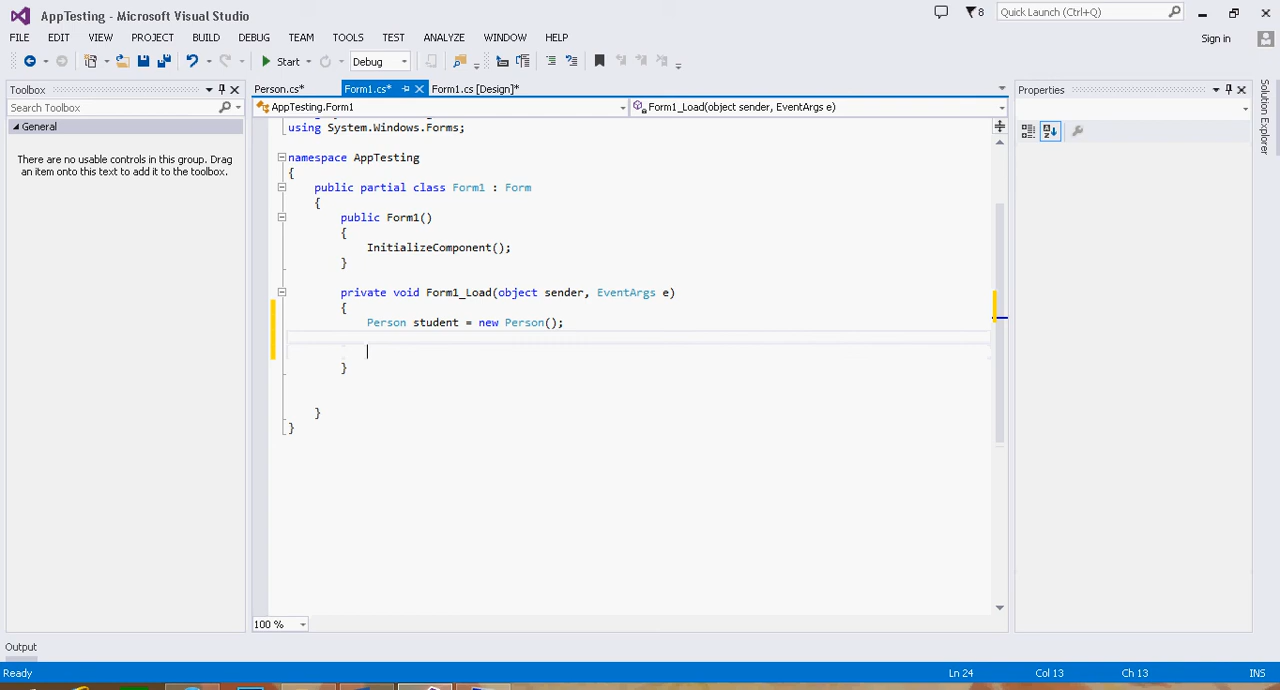 AppTesting - Microsoft Visual Studio
8
Quick Launch (Ctrl+Q)
FILE EDIT VIEW PROJECT BUILD DEBUG TEAM TOOLS TEST ANALYZE WINDOW HELP
Sign in
Start Debug
Toolbox
Person.cs* Form1.cs* Form1.cs [Design]*
Properties
Search Toolbox
AppTesting.Form1
Form1_Load(object sender, EventArgs e)
General
There are no usable controls in this group. Drag
an item onto this text to add it to the toolbox.
Solution Explorer
using System.Windows.Forms;
namespace AppTesting
{
public partial class Form1 : Form
{
public Form1()
{
InitializeComponent();
}
private void Form1_Load(object sender, EventArgs e)
{
Person student = new Person();
}
}
}
100 %
Output
Ready
Ln 24
Col 13
Ch 13
INS